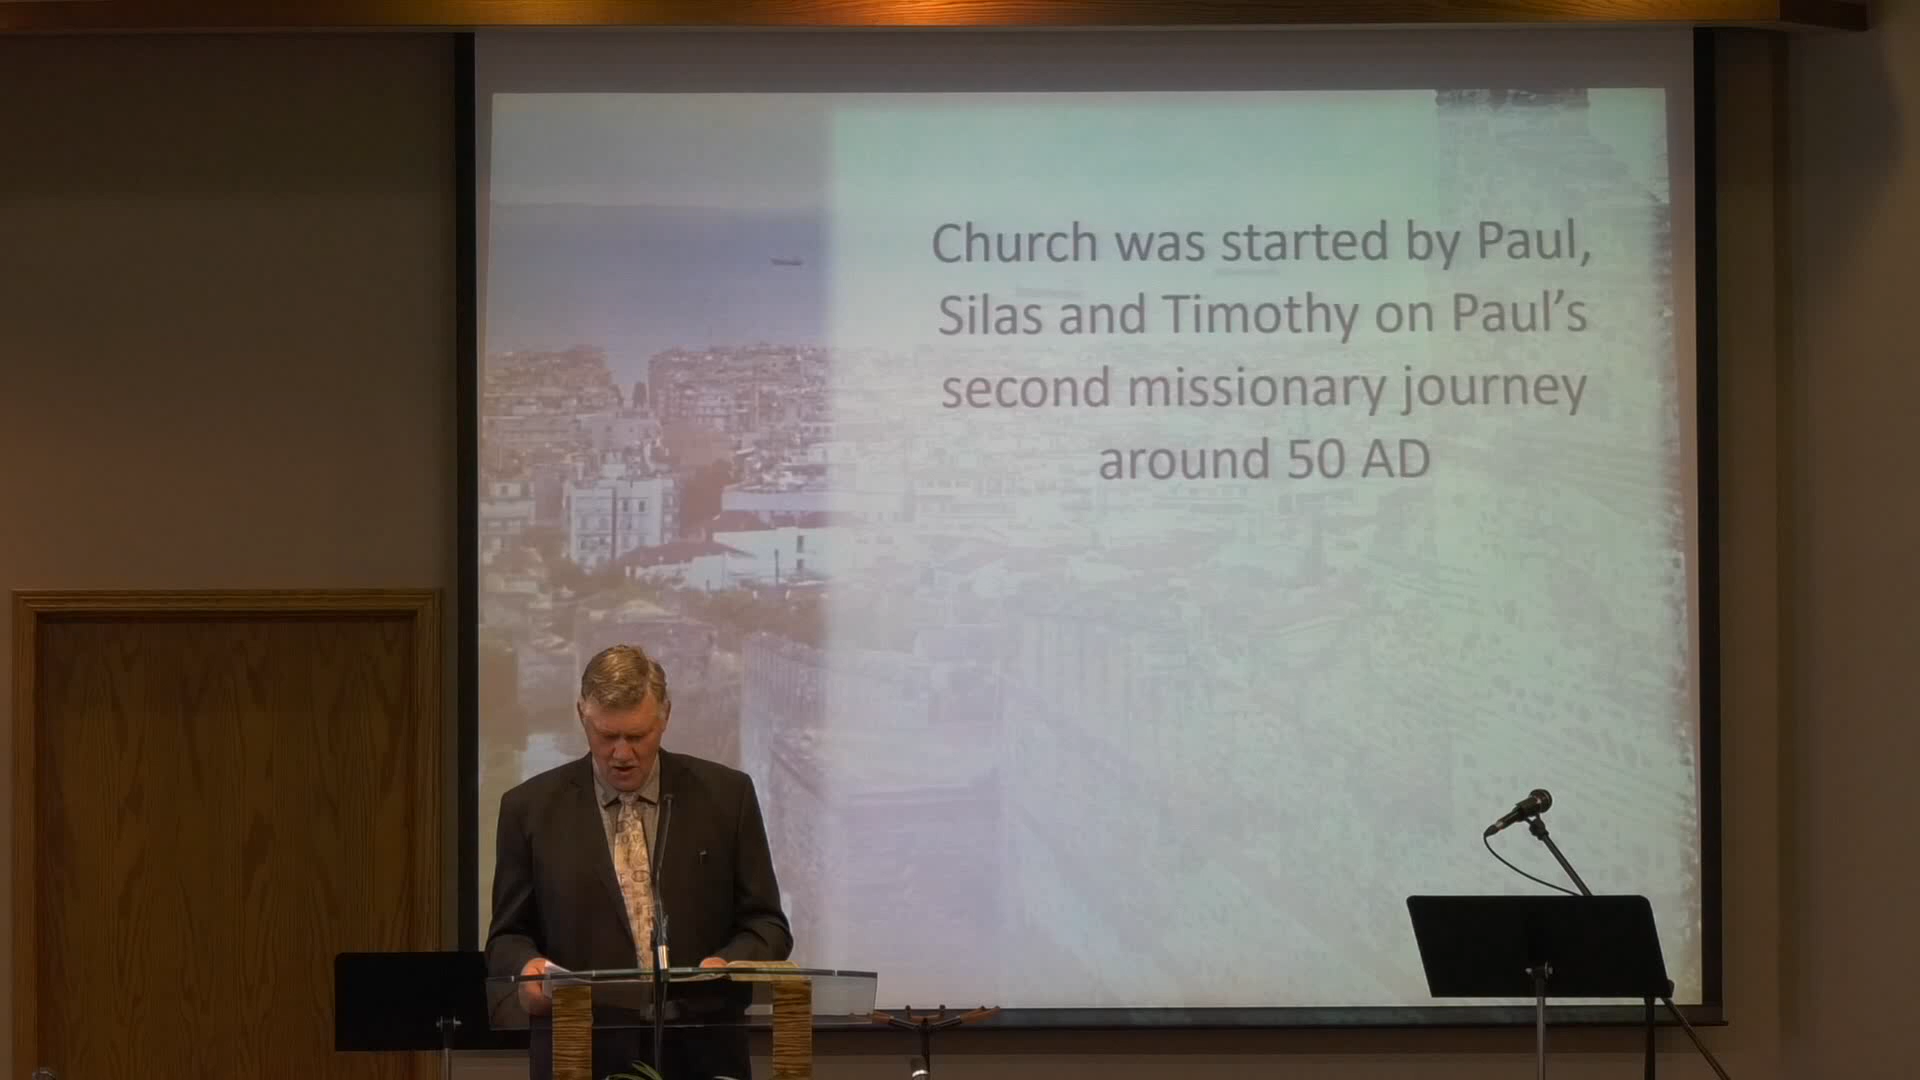 Church was started by Paul,
Silas and Timothy on Paul's
second missionary journey
around 50 AD